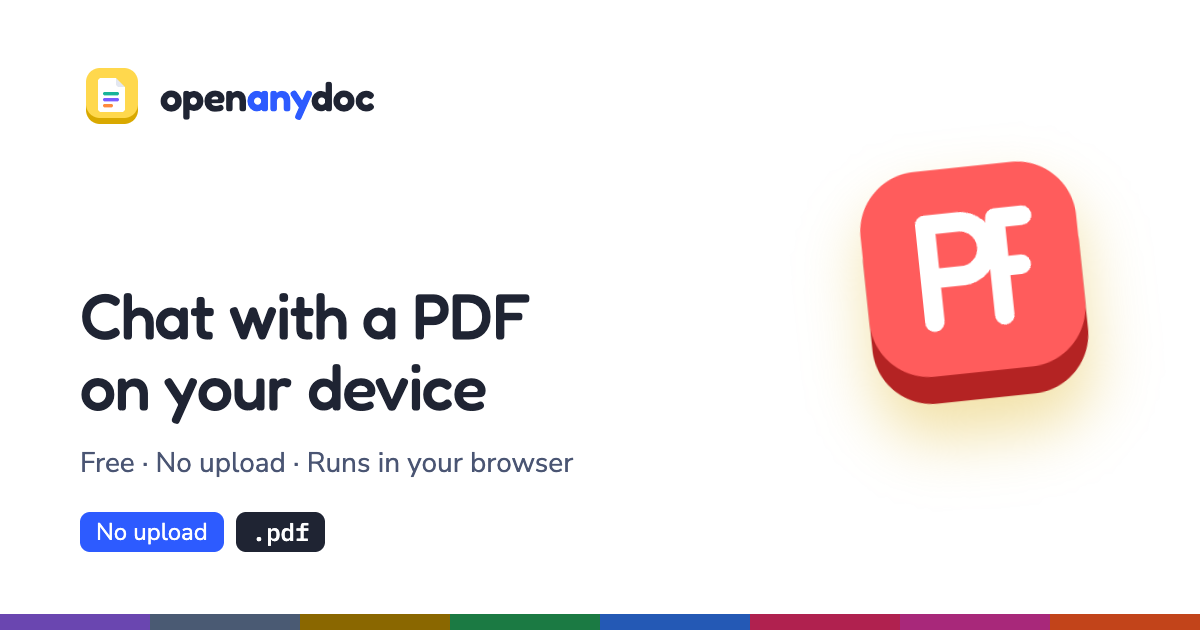 openanydoc
PF
Chat with a PDF
on your device
Free · No upload · Runs in your browser
No upload
.pdf